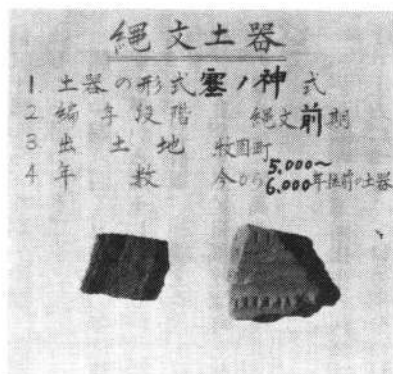 縄文土器
1. 土器の形式 塞ノ神 式
2 編年段階 縄文前期
3. 出土地 牧園町
4 年数 今から5.000〜6.000年程前の土器